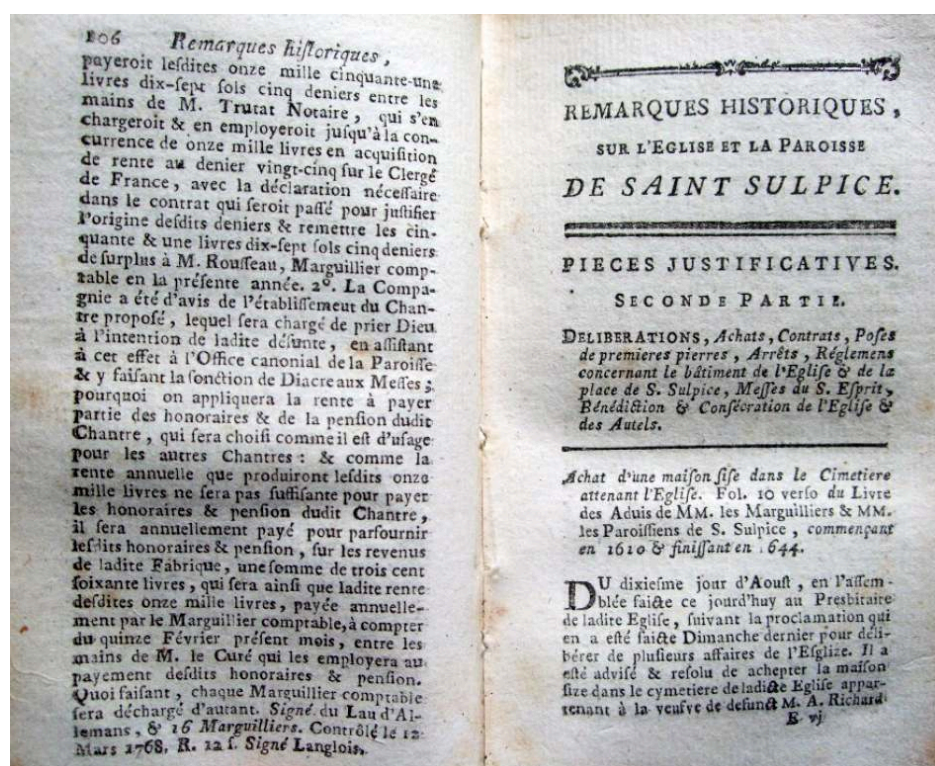 106 Remarques hiſtoriques,
payeroit leſdites onze mille cinquante-une
livres dix-ſept ſols cinq deniers entre les
mains de M. Trutat Notaire, qui s'en
chargeroit & en employeroit juſqu'à la con-
currence de onze mille livres en acquiſition
de rente au denier vingt-cinq ſur le Clergé
de France, avec la déclaration néceſſaire
dans le contrat qui ſeroit paſſé pour juſtifier
l'origine deſdits deniers & remettre les cin-
quante & une livres dix-ſept ſols cinq deniers
de ſurplus à M. Rouſſeau, Marguillier comp-
table en la préſente année. 2°. La Compa-
gnie a été d'avis de l'établiſſemeut du Chan-
tre propoſé, lequel ſera chargé de prier Dieu
à l'intention de ladite défunte, en aſſiſtant
à cet effet à l'Office canonial de la Paroiſſe
& y faiſant la fonction de Diacre aux Meſſes;
pourquoi on appliquera la rente à payer
partie des honoraires & de la penſion dudit
Chantre, qui ſera choiſi comme il eſt d'uſage
pour les autres Chantres: & comme la
rente annuelle que produiront leſdits onze
mille livres ne ſera pas ſuffiſante pour payer
les honoraires & penſion dudit Chantre,
il ſera annuellement payé pour parfournir
leſdits honoraires & penſion, ſur les revenus
de ladite Fabrique, une ſomme de trois cent
ſoixante livres, qui ſera ainſi que ladite rente
deſdites onze mille livres, payée annuelle-
ment par le Marguillier comptable, à compter
du quinze Février préſent mois, entre les
mains de M. le Curé qui les employera au
payement deſdits honoraires & penſion.
Quoi faiſant, chaque Marguillier comptable
ſera déchargé d'autant. Signé du Lau d'Al-
lemans, & 16 Marguilliers. Contrôlé le 12
Mars 1768, R. 12 ſ. Signé Langlois.
REMARQUES HISTORIQUES,
SUR L'EGLISE ET LA PAROISSE
DE SAINT SULPICE.
PIECES JUSTIFICATIVES.
SECONDE PARTIE.
DELIBERATIONS, Achats, Contrats, Poſes
de premieres pierres, Arrêts, Réglemens
concernant le bâtiment de l'Egliſe & de la
place de S. Sulpice, Meſſes du S. Eſprit,
Bénédiction & Conſécration de l'Egliſe &
des Autels.
Achat d'une maiſon ſiſe dans le Cimetiere
attenant l'Egliſe. Fol. 10 verſo du Livre
des Aduis de MM. les Marguilliers & MM.
les Paroiſſiens de S. Sulpice, commençant
en 1610 & finiſſant en 1644.
DU dixieſme jour d'Aouſt, en l'aſſem-
blée faicte ce jourd'huy au Presbitaire
de ladite Egliſe, ſuivant la proclamation qui
en a eſté faicte Dimanche dernier pour déli-
bérer de pluſieurs affaires de l'Eſglize. Il a
eſté adviſé & reſolu de achepter la maiſon
ſize dans le cymetiere de ladicte Egliſe appar-
tenant à la veufve de defunct M. A. Richard
E vj